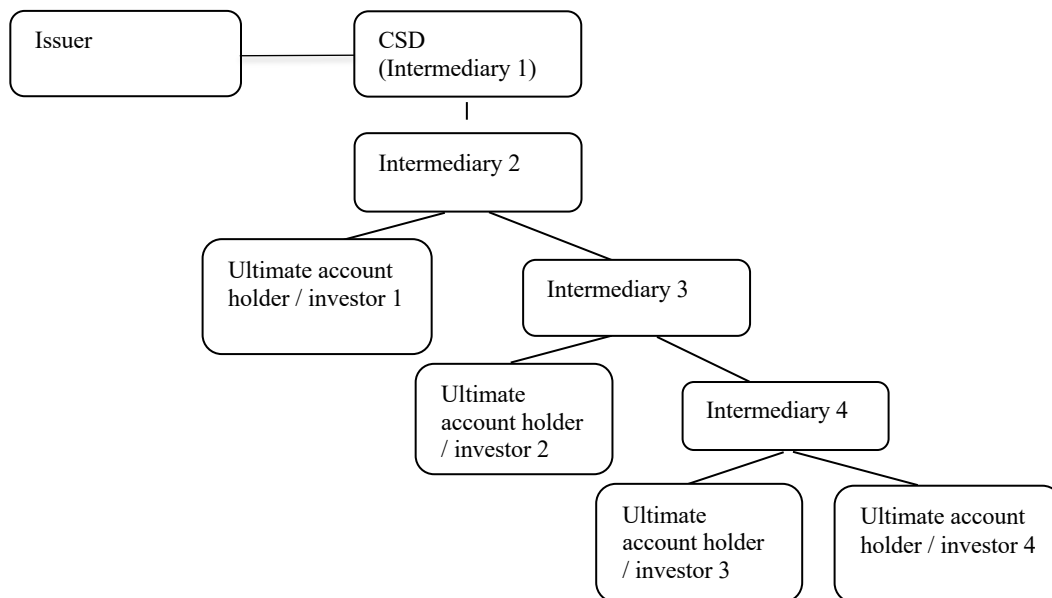 Issuer
CSD
(Intermediary 1)
Intermediary 2
Ultimate account
holder / investor 1
Intermediary 3
Ultimate
account holder
/ investor 2
Intermediary 4
Ultimate
account holder
/ investor 3
Ultimate account
holder / investor 4